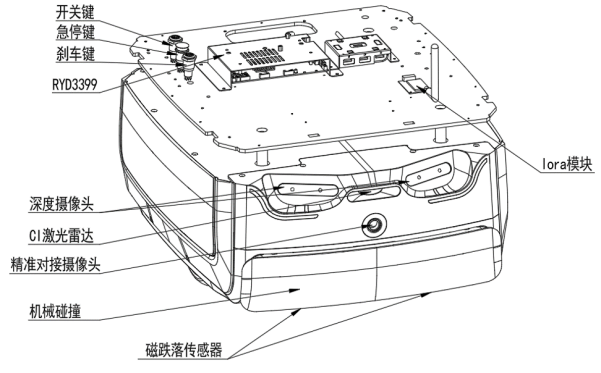 开关键
急停键
刹车键
RYD3399
lora模块
深度摄像头
CI激光雷达
精准对接摄像头
机械碰撞
磁跌落传感器